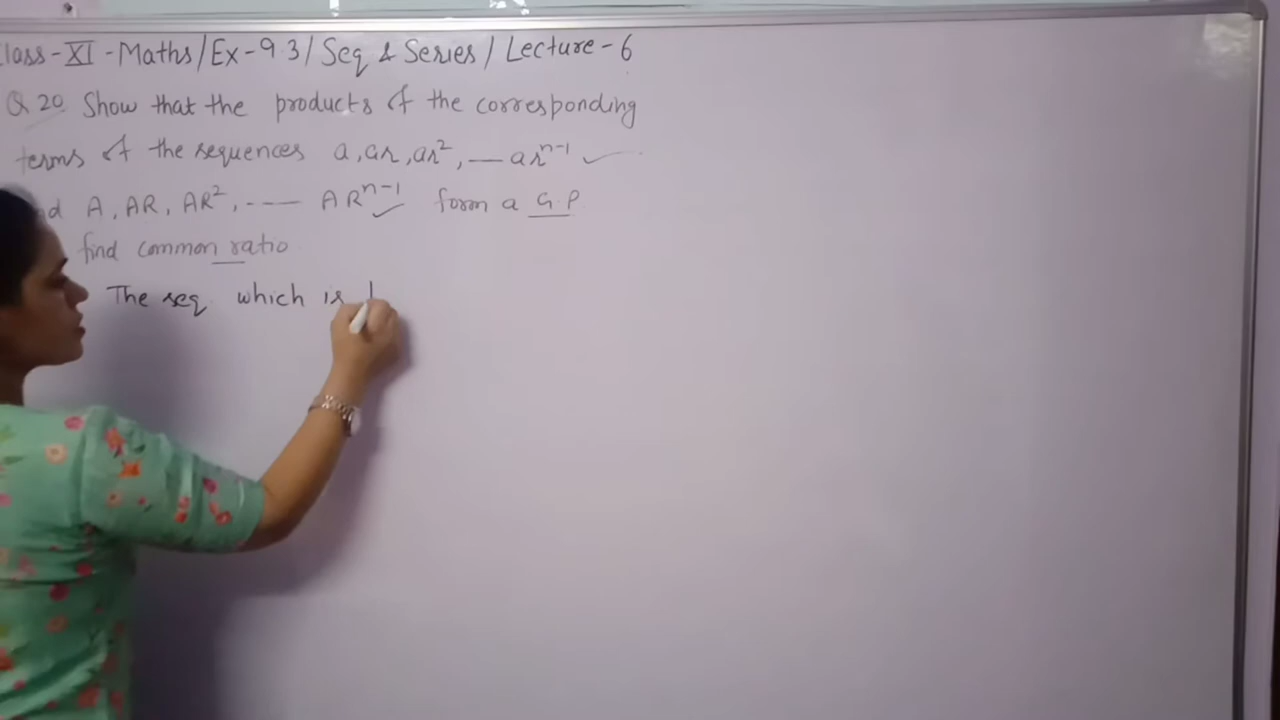 lass-XI-Maths/Ex-9.3/Seq & Series/Lecture-6
Q 20 Show that the products of the corresponding
terms of the sequences a, ar, ar², — arⁿ⁻¹ ✓
d A, AR, AR², ---— ARⁿ⁻¹ ✓ form a G.P
find common ratio.
The seq which is